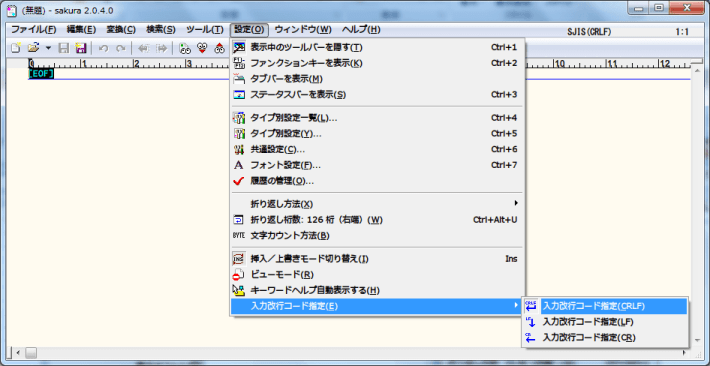 (無題) - sakura 2.0.4.0
ファイル(F) 編集(E) 変換(C) 検索(S) ツール(T) 設定(O) ウィンドウ(W) ヘルプ(H) SJIS(CRLF) 1:1
0 1 2 3 10 11 12
[EOF]
表示中のツールバーを隠す(T) Ctrl+1
ファンクションキーを表示(K) Ctrl+2
タブバーを表示(M)
ステータスバーを表示(S) Ctrl+3
タイプ別設定一覧(L)... Ctrl+4
タイプ別設定(Y)... Ctrl+5
共通設定(C)... Ctrl+6
フォント設定(F)... Ctrl+7
履歴の管理(O)...
折り返し方法(X)
折り返し桁数: 126 桁（右端）(W) Ctrl+Alt+U
BYTE 文字カウント方法(B)
INS 挿入／上書きモード切り替え(I) Ins
ビューモード(R)
キーワードヘルプ自動表示する(H)
入力改行コード指定(E)
CRLF 入力改行コード指定(CRLF)
LF 入力改行コード指定(LF)
CR 入力改行コード指定(CR)